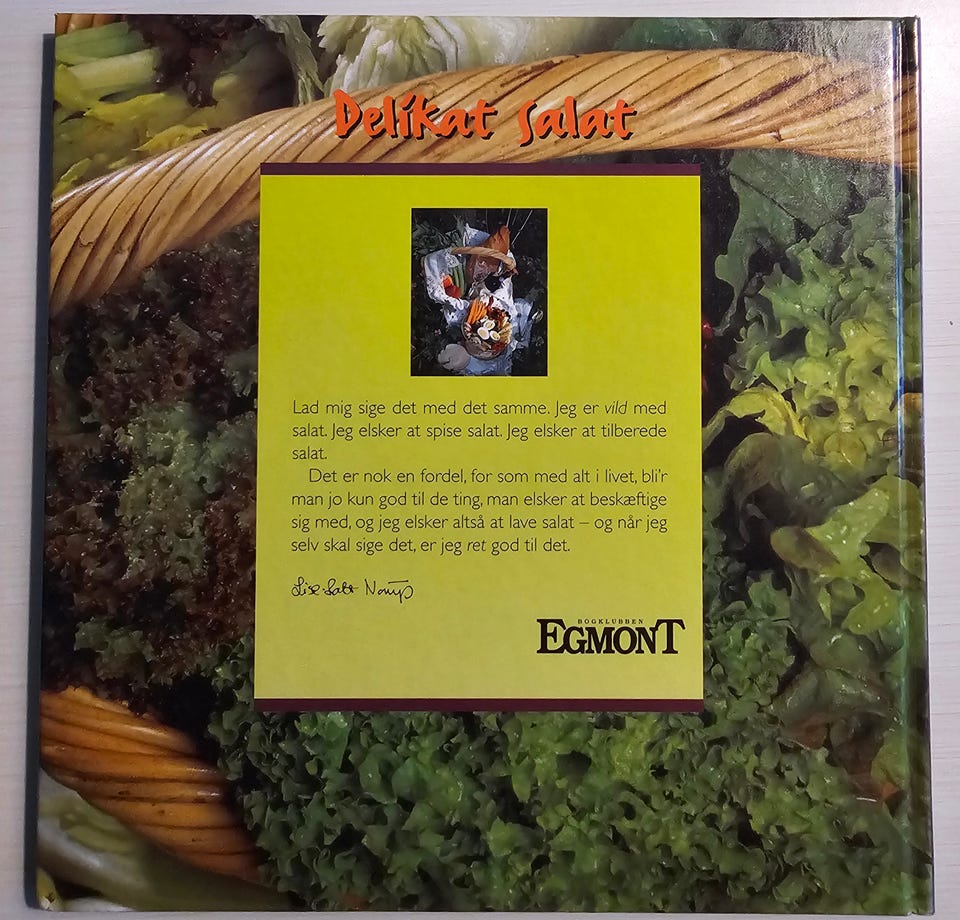 Delikat salat
Lad mig sige det med det samme. Jeg er vild med
salat. Jeg elsker at spise salat. Jeg elsker at tilberede
salat.
Det er nok en fordel, for som med alt i livet, bli'r
man jo kun god til de ting, man elsker at beskæftige
sig med, og jeg elsker altså at lave salat – og når jeg
selv skal sige det, er jeg ret god til det.
BOGKLUBBEN
EGMONT